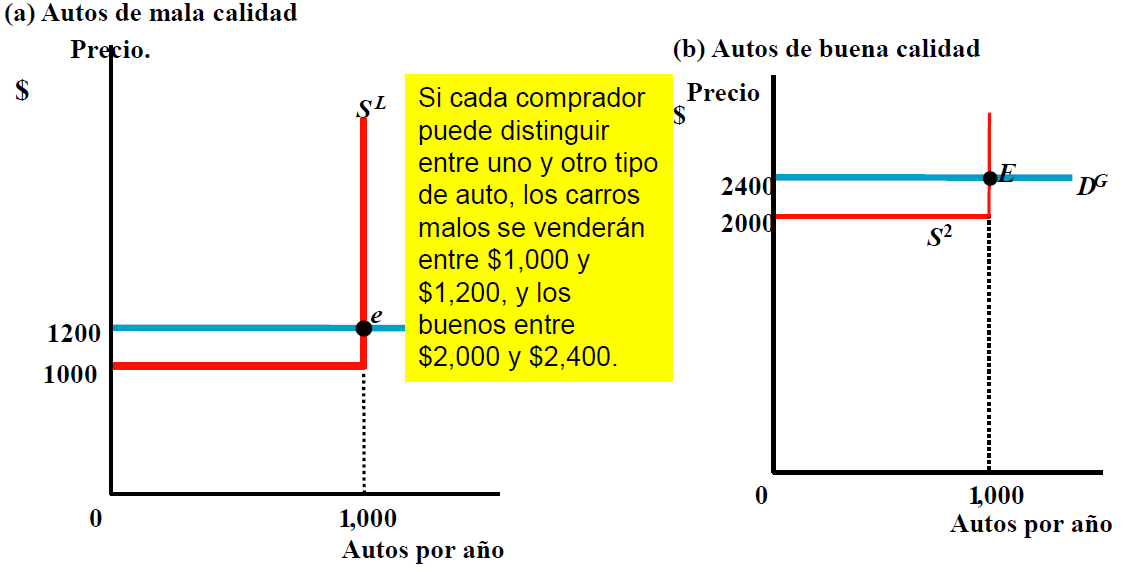 (a) Autos de mala calidad
Precio.
$
S^L
1200
e
1000
0
1,000
Autos por año
Si cada comprador
puede distinguir
entre uno y otro tipo
de auto, los carros
malos se venderán
entre $1,000 y
$1,200, y los
buenos entre
$2,000 y $2,400.
(b) Autos de buena calidad
Precio
$
2400
E
D^G
2000
S²
0
1,000
Autos por año